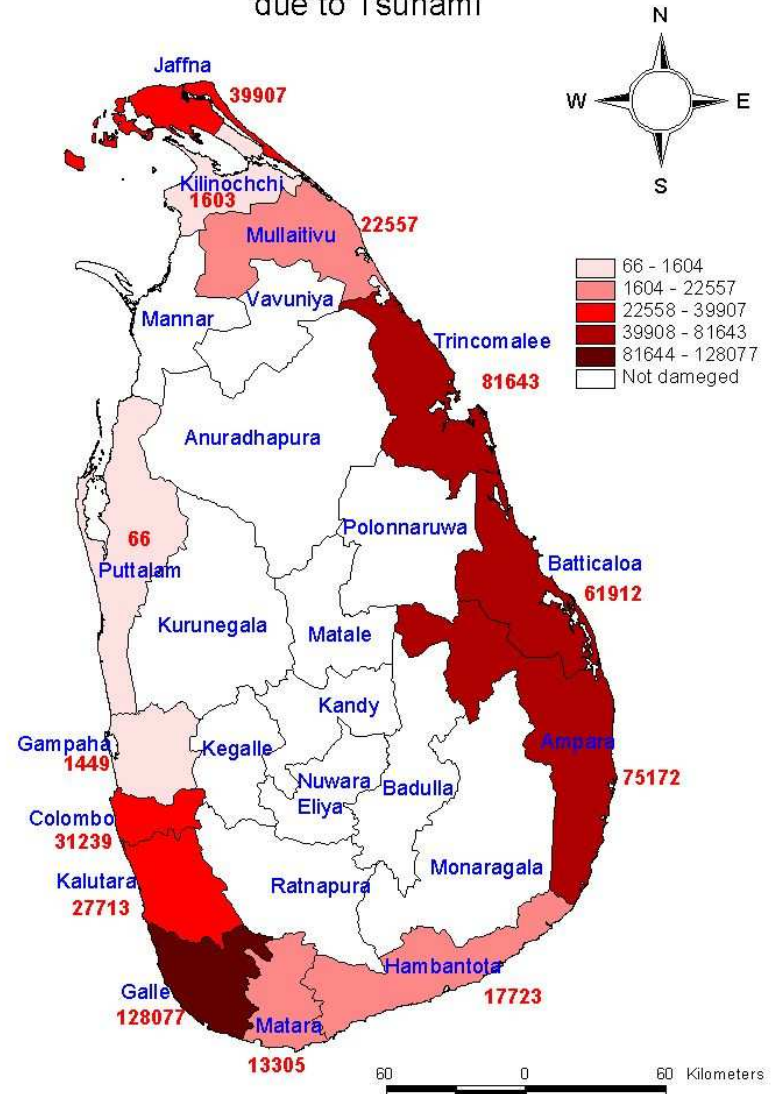 due to Tsunami
N
W
E
S
Jaffna
39907
Kilinochchi
1603
Mullaitivu
22557
66 - 1604
1604 - 22557
22558 - 39907
39908 - 81643
81644 - 128077
Not dameged
Vavuniya
Mannar
Trincomalee
81643
Anuradhapura
Polonnaruwa
66
Puttalam
Batticaloa
61912
Kurunegala
Matale
Kandy
Gampaha
1449
Kegalle
Ampara
Nuwara
Eliya
Badulla
75172
Colombo
31239
Kalutara
27713
Ratnapura
Monaragala
Hambantota
17723
Galle
128077
Matara
13305
60 0 60 Kilometers